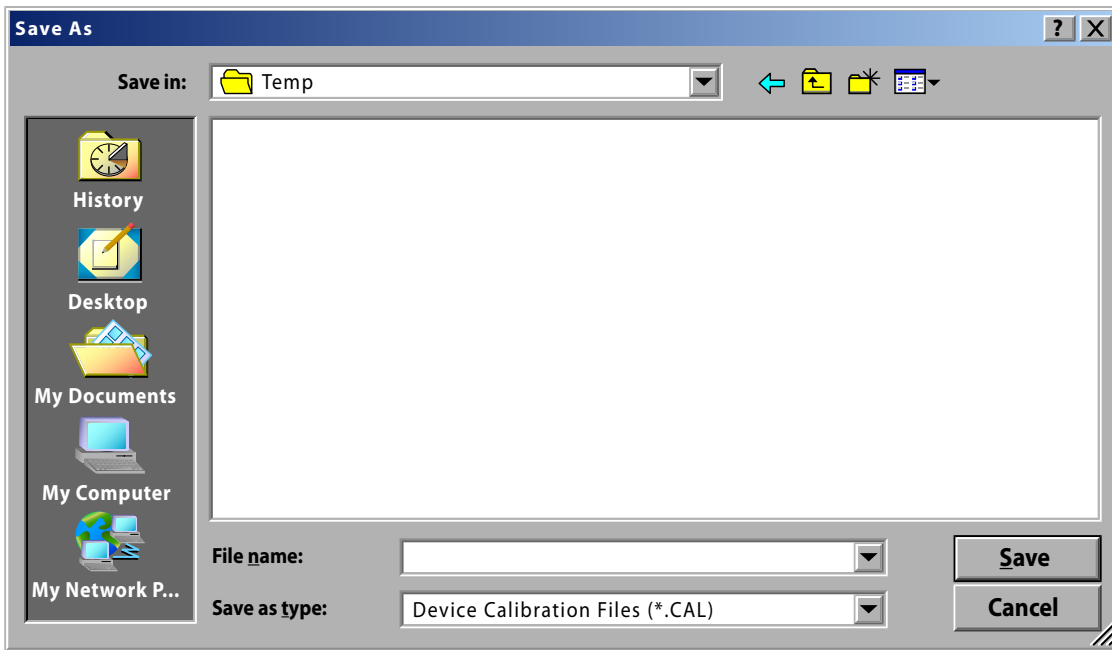 Save As
? X
Save in: Temp
History
Desktop
My Documents
My Computer
My Network P...
File name:
Save
Save as type: Device Calibration Files (*.CAL)
Cancel